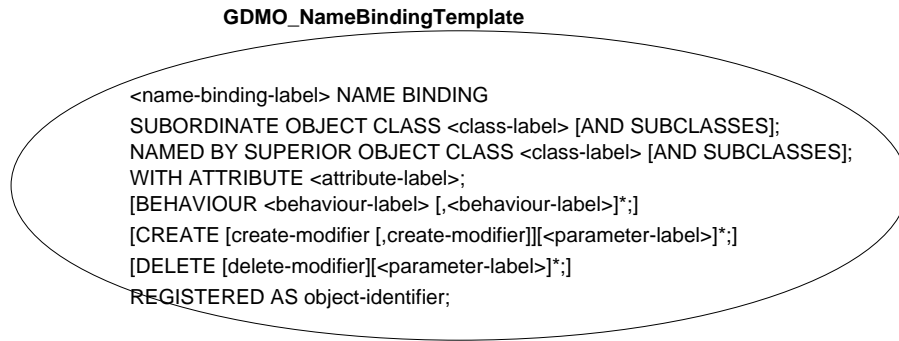 GDMO_NameBindingTemplate
<name-binding-label> NAME BINDING
SUBORDINATE OBJECT CLASS <class-label> [AND SUBCLASSES];
NAMED BY SUPERIOR OBJECT CLASS <class-label> [AND SUBCLASSES];
WITH ATTRIBUTE <attribute-label>;
[BEHAVIOUR <behaviour-label> [,<behaviour-label>]*;]
[CREATE [create-modifier [,create-modifier]][<parameter-label>]*;]
[DELETE [delete-modifier][<parameter-label>]*;]
REGISTERED AS object-identifier;